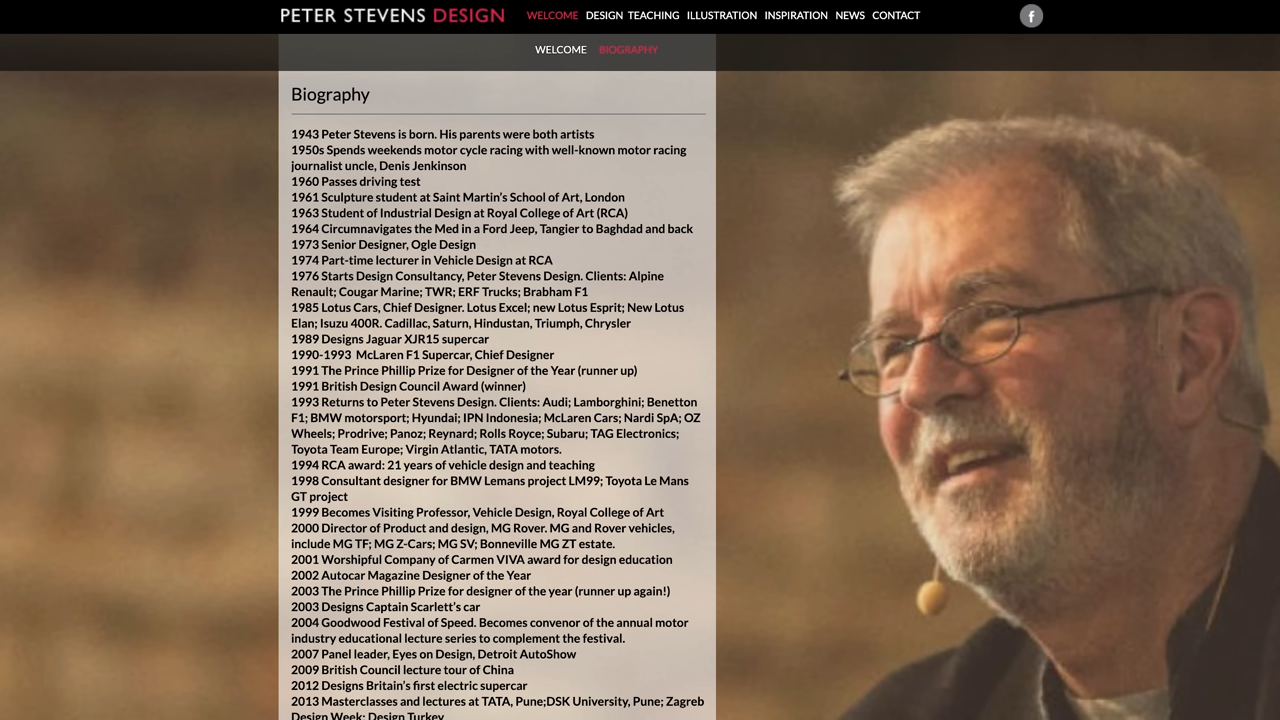 PETER STEVENS DESIGN
WELCOME DESIGN TEACHING ILLUSTRATION INSPIRATION NEWS CONTACT
f
WELCOME BIOGRAPHY
Biography
1943 Peter Stevens is born. His parents were both artists
1950s Spends weekends motor cycle racing with well-known motor racing
journalist uncle, Denis Jenkinson
1960 Passes driving test
1961 Sculpture student at Saint Martin’s School of Art, London
1963 Student of Industrial Design at Royal College of Art (RCA)
1964 Circumnavigates the Med in a Ford Jeep, Tangier to Baghdad and back
1973 Senior Designer, Ogle Design
1974 Part-time lecturer in Vehicle Design at RCA
1976 Starts Design Consultancy, Peter Stevens Design. Clients: Alpine
Renault; Cougar Marine; TWR; ERF Trucks; Brabham F1
1985 Lotus Cars, Chief Designer. Lotus Excel; new Lotus Esprit; New Lotus
Elan; Isuzu 400R. Cadillac, Saturn, Hindustan, Triumph, Chrysler
1989 Designs Jaguar XJR15 supercar
1990-1993 McLaren F1 Supercar, Chief Designer
1991 The Prince Phillip Prize for Designer of the Year (runner up)
1991 British Design Council Award (winner)
1993 Returns to Peter Stevens Design. Clients: Audi; Lamborghini; Benetton
F1; BMW motorsport; Hyundai; IPN Indonesia; McLaren Cars; Nardi SpA; OZ
Wheels; Prodrive; Panoz; Reynard; Rolls Royce; Subaru; TAG Electronics;
Toyota Team Europe; Virgin Atlantic, TATA motors.
1994 RCA award: 21 years of vehicle design and teaching
1998 Consultant designer for BMW Lemans project LM99; Toyota Le Mans
GT project
1999 Becomes Visiting Professor, Vehicle Design, Royal College of Art
2000 Director of Product and design, MG Rover. MG and Rover vehicles,
include MG TF; MG Z-Cars; MG SV; Bonneville MG ZT estate.
2001 Worshipful Company of Carmen VIVA award for design education
2002 Autocar Magazine Designer of the Year
2003 The Prince Phillip Prize for designer of the year (runner up again!)
2003 Designs Captain Scarlett’s car
2004 Goodwood Festival of Speed. Becomes convenor of the annual motor
industry educational lecture series to complement the festival.
2007 Panel leader, Eyes on Design, Detroit AutoShow
2009 British Council lecture tour of China
2012 Designs Britain’s first electric supercar
2013 Masterclasses and lectures at TATA, Pune;DSK University, Pune; Zagreb
Design Week; Design Turkey